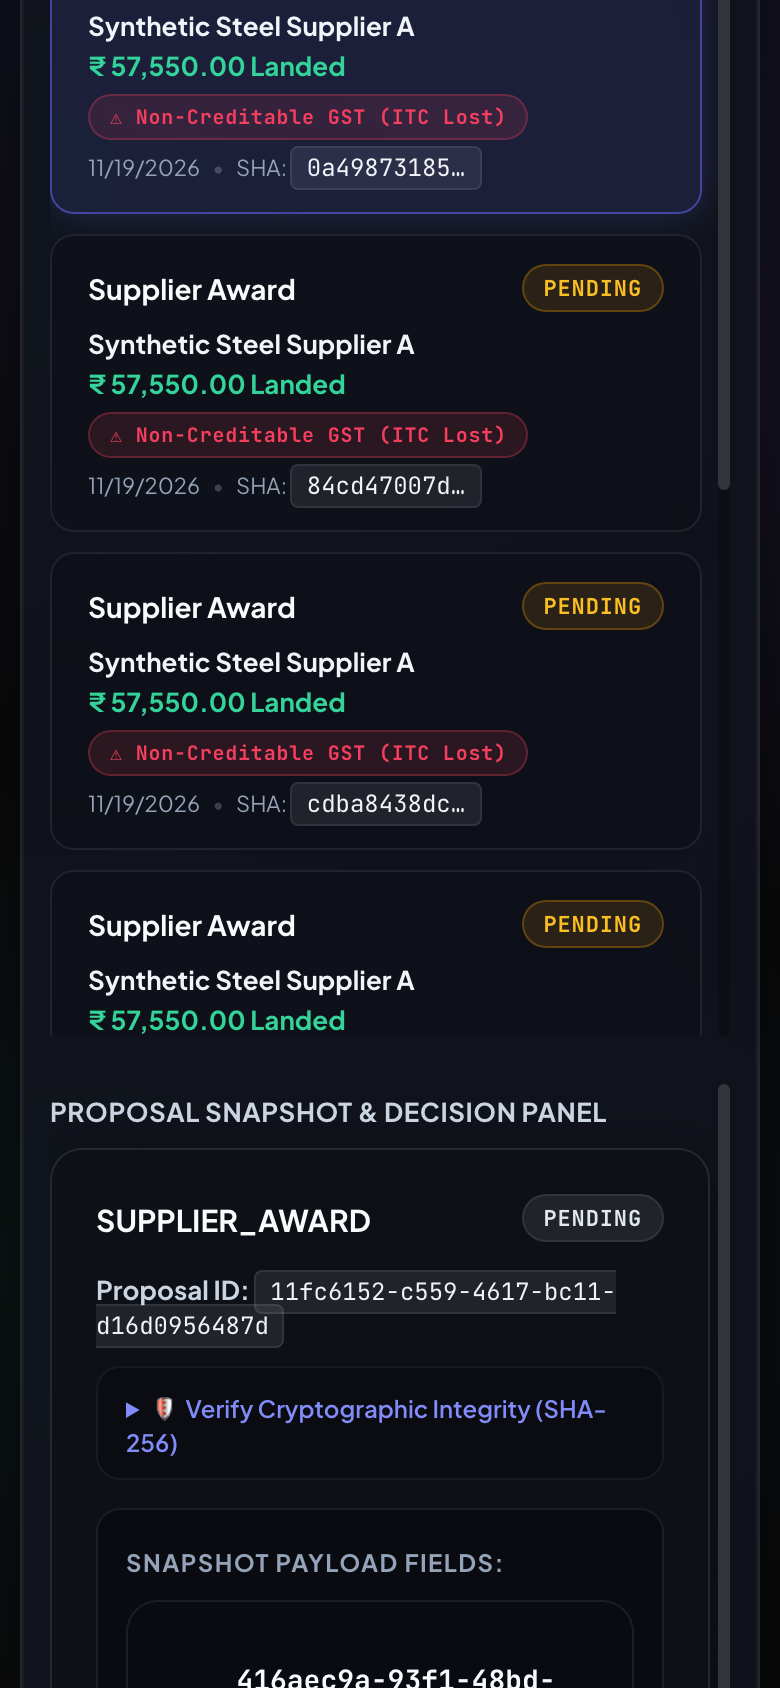 Synthetic Steel Supplier A
₹ 57,550.00 Landed
⚠ Non-Creditable GST (ITC Lost)
11/19/2026 • SHA: 0a49873185…
Supplier Award PENDING
Synthetic Steel Supplier A
₹ 57,550.00 Landed
⚠ Non-Creditable GST (ITC Lost)
11/19/2026 • SHA: 84cd47007d…
Supplier Award PENDING
Synthetic Steel Supplier A
₹ 57,550.00 Landed
⚠ Non-Creditable GST (ITC Lost)
11/19/2026 • SHA: cdba8438dc…
Supplier Award PENDING
Synthetic Steel Supplier A
₹ 57,550.00 Landed
PROPOSAL SNAPSHOT & DECISION PANEL
SUPPLIER_AWARD PENDING
Proposal ID: 11fc6152-c559-4617-bc11-
d16d0956487d
Verify Cryptographic Integrity (SHA-
256)
SNAPSHOT PAYLOAD FIELDS:
416aec9a-93f1-48bd-